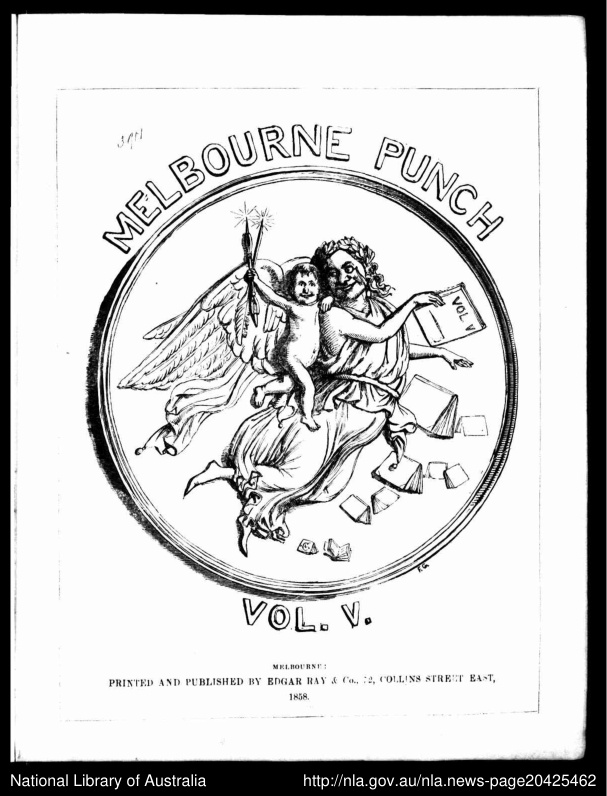 MELBOURNE PUNCH
VOL V
VOL. V.
MELBOURNE:
PRINTED AND PUBLISHED BY EDGAR RAY & Co., 72, COLLINS STREET EAST,
1858.
National Library of Australia
http://nla.gov.au/nla.news-page20425462